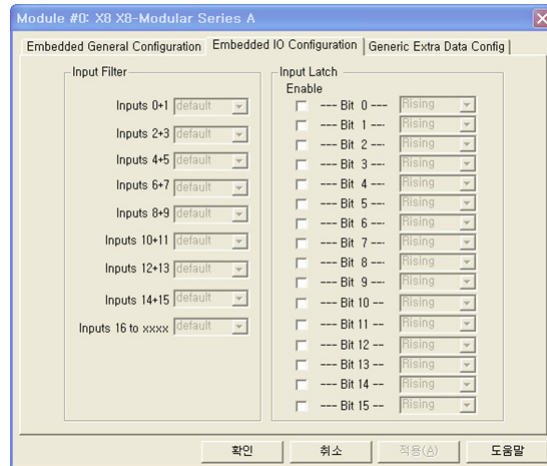 Module #0: X8 X8-Modular Series A
Embedded General Configuration Embedded IO Configuration Generic Extra Data Config
Input Filter
Inputs 0+1 default
Inputs 2+3 default
Inputs 4+5 default
Inputs 6+7 default
Inputs 8+9 default
Inputs 10+11 default
Inputs 12+13 default
Inputs 14+15 default
Inputs 16 to xxxx default
Input Latch
Enable
--- Bit 0 --- Rising
--- Bit 1 --- Rising
--- Bit 2 --- Rising
--- Bit 3 --- Rising
--- Bit 4 --- Rising
--- Bit 5 --- Rising
--- Bit 6 --- Rising
--- Bit 7 --- Rising
--- Bit 8 --- Rising
--- Bit 9 --- Rising
--- Bit 10 -- Rising
--- Bit 11 -- Rising
--- Bit 12 -- Rising
--- Bit 13 -- Rising
--- Bit 14 -- Rising
--- Bit 15 -- Rising
확인 취소 적용(A) 도움말